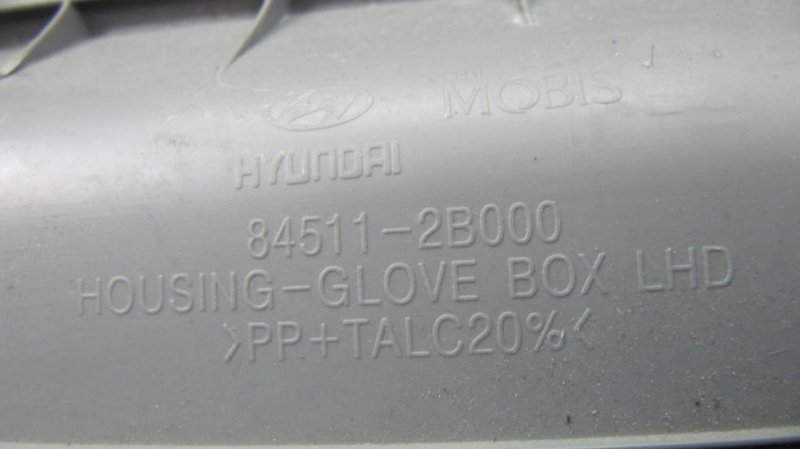 MOBIS
HYUNDAI
84511-2B000
HOUSING-GLOVE BOX LHD
>PP+TALC20%<